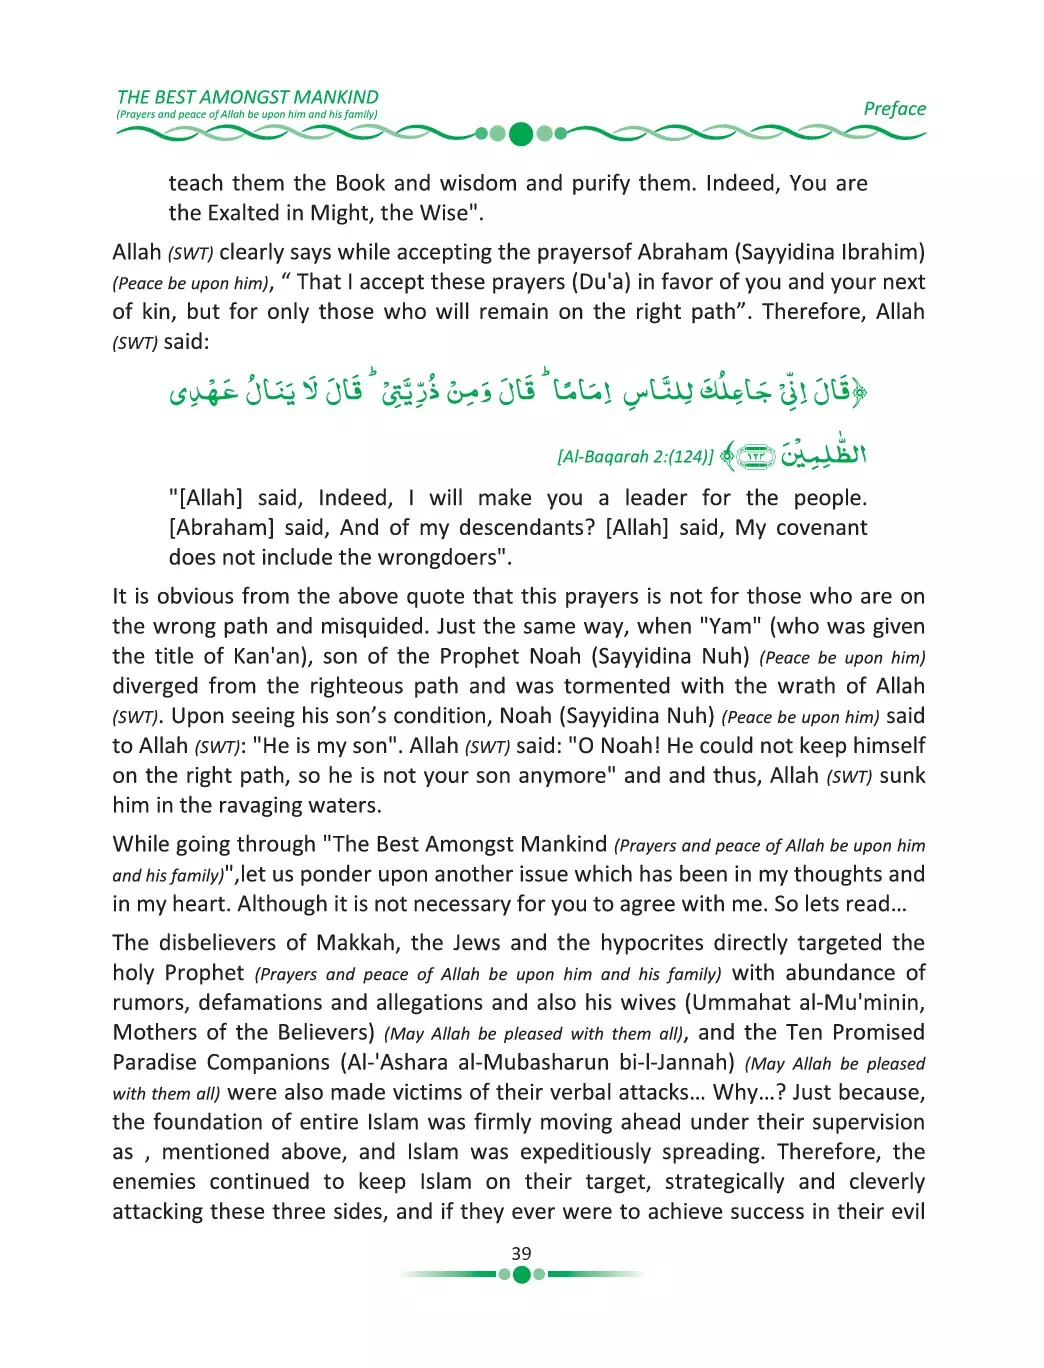 THE BEST AMONGST MANKIND
(Prayers and peace of Allah be upon him and his family)
Preface
teach them the Book and wisdom and purify them. Indeed, You are
the Exalted in Might, the Wise".
Allah (SWT) clearly says while accepting the prayersof Abraham (Sayyidina Ibrahim)
(Peace be upon him), “ That I accept these prayers (Du'a) in favor of you and your next
of kin, but for only those who will remain on the right path”. Therefore, Allah
(SWT) said:
﴿قَالَ اِنِّیْ جَاعِلُكَ لِلنَّاسِ اِمَامًا ؕ قَالَ وَمِنْ ذُرِّیَّتِیْ ؕ قَالَ لَا یَنَالُ عَهْدِی
الظّٰلِمِیْنَ ۱۲۴﴾ [Al-Baqarah 2:(124)]
"[Allah] said, Indeed, I will make you a leader for the people.
[Abraham] said, And of my descendants? [Allah] said, My covenant
does not include the wrongdoers".
It is obvious from the above quote that this prayers is not for those who are on
the wrong path and misquided. Just the same way, when "Yam" (who was given
the title of Kan'an), son of the Prophet Noah (Sayyidina Nuh) (Peace be upon him)
diverged from the righteous path and was tormented with the wrath of Allah
(SWT). Upon seeing his son’s condition, Noah (Sayyidina Nuh) (Peace be upon him) said
to Allah (SWT): "He is my son". Allah (SWT) said: "O Noah! He could not keep himself
on the right path, so he is not your son anymore" and and thus, Allah (SWT) sunk
him in the ravaging waters.
While going through "The Best Amongst Mankind (Prayers and peace of Allah be upon him
and his family)",let us ponder upon another issue which has been in my thoughts and
in my heart. Although it is not necessary for you to agree with me. So lets read…
The disbelievers of Makkah, the Jews and the hypocrites directly targeted the
holy Prophet (Prayers and peace of Allah be upon him and his family) with abundance of
rumors, defamations and allegations and also his wives (Ummahat al-Mu'minin,
Mothers of the Believers) (May Allah be pleased with them all), and the Ten Promised
Paradise Companions (Al-'Ashara al-Mubasharun bi-l-Jannah) (May Allah be pleased
with them all) were also made victims of their verbal attacks… Why…? Just because,
the foundation of entire Islam was firmly moving ahead under their supervision
as , mentioned above, and Islam was expeditiously spreading. Therefore, the
enemies continued to keep Islam on their target, strategically and cleverly
attacking these three sides, and if they ever were to achieve success in their evil
39